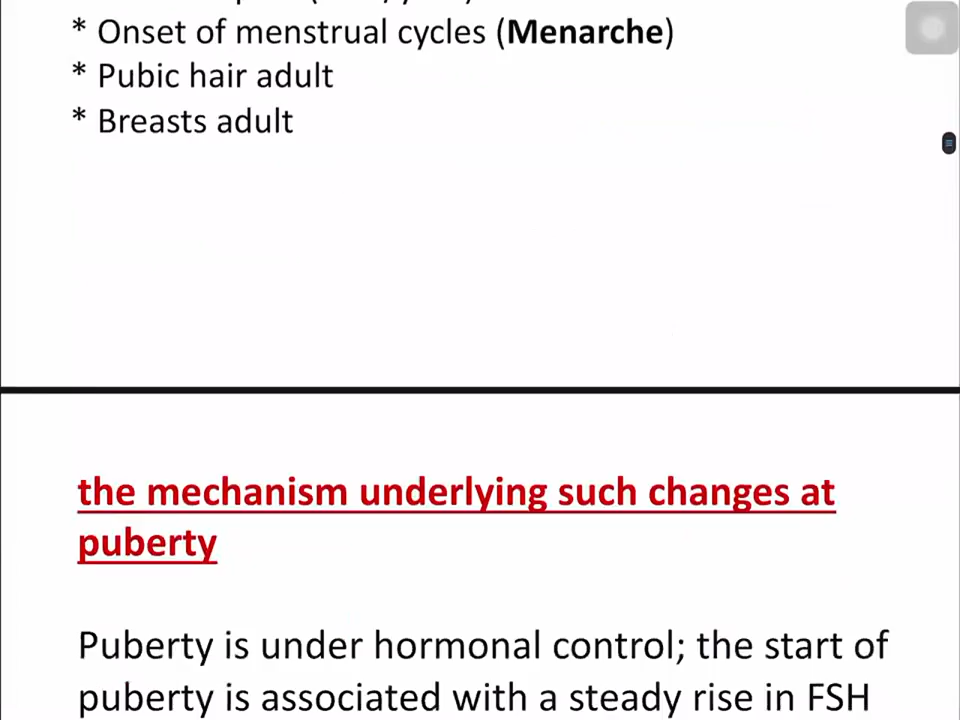 * Onset of menstrual cycles (Menarche)
* Pubic hair adult
* Breasts adult
the mechanism underlying such changes at
puberty
Puberty is under hormonal control; the start of
puberty is associated with a steady rise in FSH